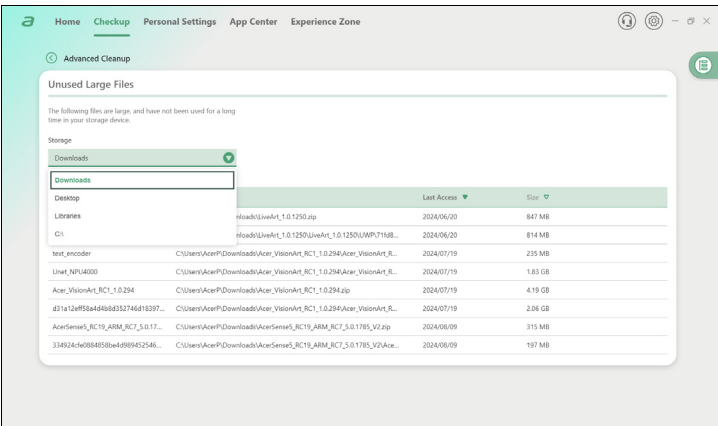 a Home Checkup Personal Settings App Center Experience Zone
Advanced Cleanup
Unused Large Files
The following files are large, and have not been used for a long
time in your storage device.
Storage
Downloads
Downloads
Desktop
Libraries
C:\
Last Access Size
nloads\LiveArt_1.0.1250.zip 2024/06/20 847 MB
nloads\LiveArt_1.0.1250\LiveArt_1.0.1250\UWP\71fd8... 2024/06/20 814 MB
text_encoder C:\Users\AcerP\Downloads\Acer_VisionArt_RC1_1.0.294\Acer_VisionArt_R... 2024/07/19 235 MB
Unet_NPU4000 C:\Users\AcerP\Downloads\Acer_VisionArt_RC1_1.0.294\Acer_VisionArt_R... 2024/07/19 1.83 GB
Acer_VisionArt_RC1_1.0.294 C:\Users\AcerP\Downloads\Acer_VisionArt_RC1_1.0.294.zip 2024/07/19 4.19 GB
d31a12eff58a4d4b8d352746d18397... C:\Users\AcerP\Downloads\Acer_VisionArt_RC1_1.0.294\Acer_VisionArt_R... 2024/07/19 2.06 GB
AcerSense5_RC19_ARM_RC7_5.0.17... C:\Users\AcerP\Downloads\AcerSense5_RC19_ARM_RC7_5.0.1785_V2.zip 2024/08/09 315 MB
334924cfe0884858be4d989452546... C:\Users\AcerP\Downloads\AcerSense5_RC19_ARM_RC7_5.0.1785_V2\Ace... 2024/08/09 197 MB